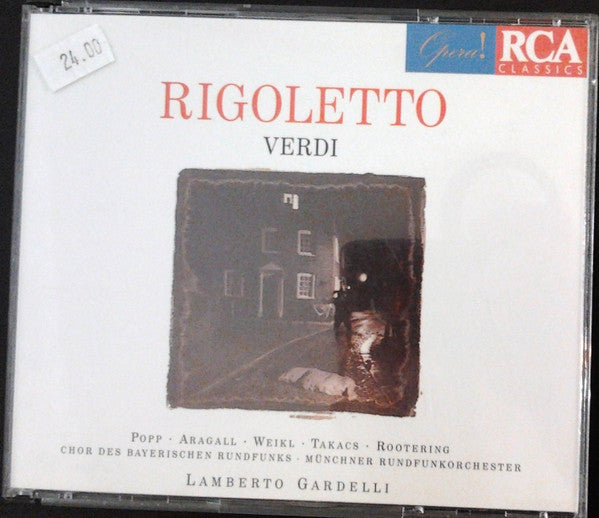 24.00
Opera!
RCA
CLASSICS
RIGOLETTO
VERDI
POPP · ARAGALL · WEIKL · TAKACS · ROOTERING
CHOR DES BAYERISCHEN RUNDFUNKS · MÜNCHNER RUNDFUNKORCHESTER
LAMBERTO GARDELLI